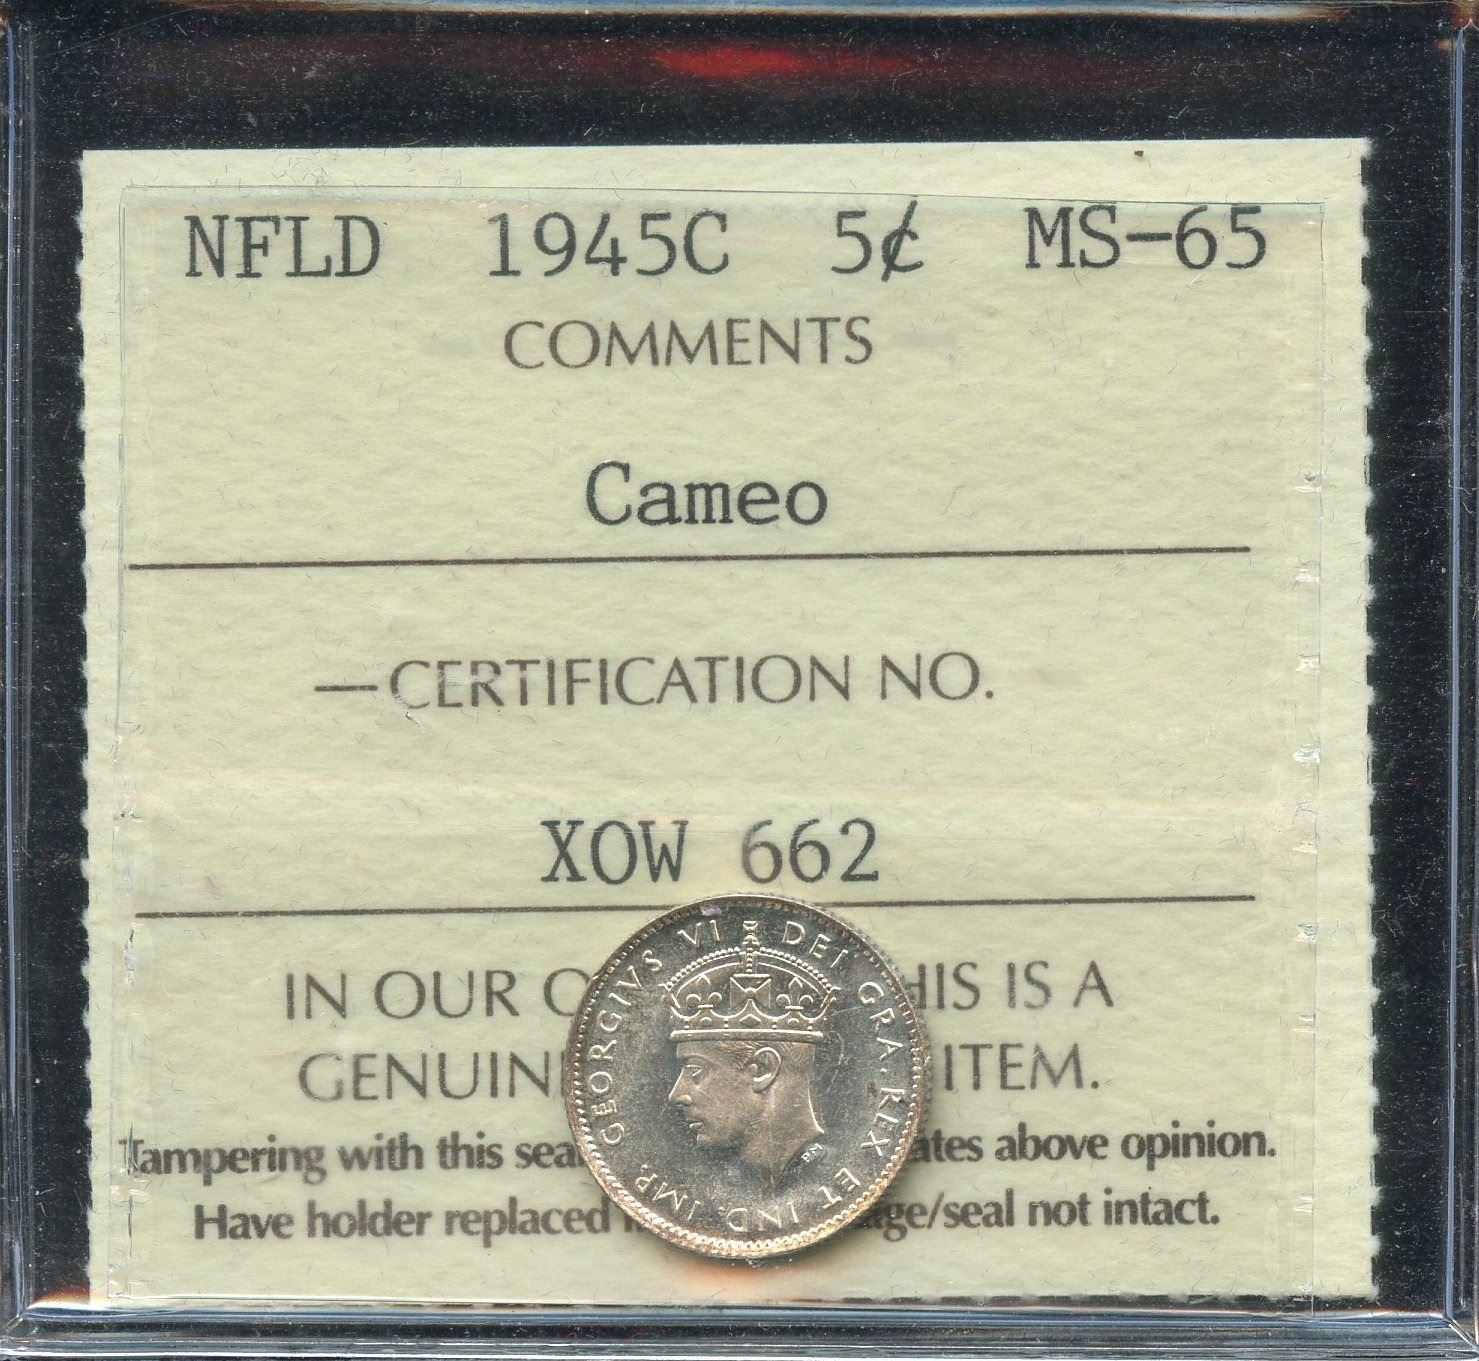 NFLD 1945C 5¢ MS-65
COMMENTS
Cameo
—CERTIFICATION NO.
XOW 662
IN OUR HIS IS A
GENUIN ITEM.
Tampering with this seal ates above opinion.
Have holder replaced age/seal not intact.
GEORGIVS VI DEI GRA. REX ET IND. IMP.